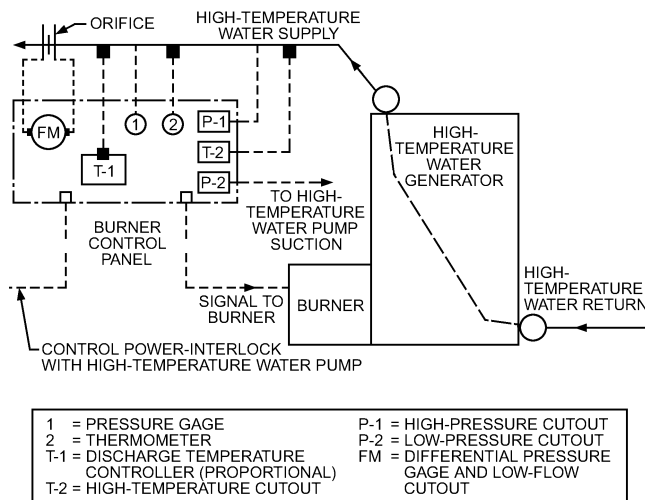 ORIFICE
HIGH-TEMPERATURE
WATER SUPPLY
FM
1
2
P-1
T-1
T-2
P-2
HIGH-
TEMPERATURE
WATER
GENERATOR
TO HIGH-
TEMPERATURE
WATER PUMP
SUCTION
BURNER
CONTROL
PANEL
SIGNAL TO
BURNER
BURNER
HIGH-
TEMPERATURE
WATER RETURN
CONTROL POWER-INTERLOCK
WITH HIGH-TEMPERATURE WATER PUMP
1 = PRESSURE GAGE
2 = THERMOMETER
T-1 = DISCHARGE TEMPERATURE
CONTROLLER (PROPORTIONAL)
T-2 = HIGH-TEMPERATURE CUTOUT
P-1 = HIGH-PRESSURE CUTOUT
P-2 = LOW-PRESSURE CUTOUT
FM = DIFFERENTIAL PRESSURE
GAGE AND LOW-FLOW
CUTOUT